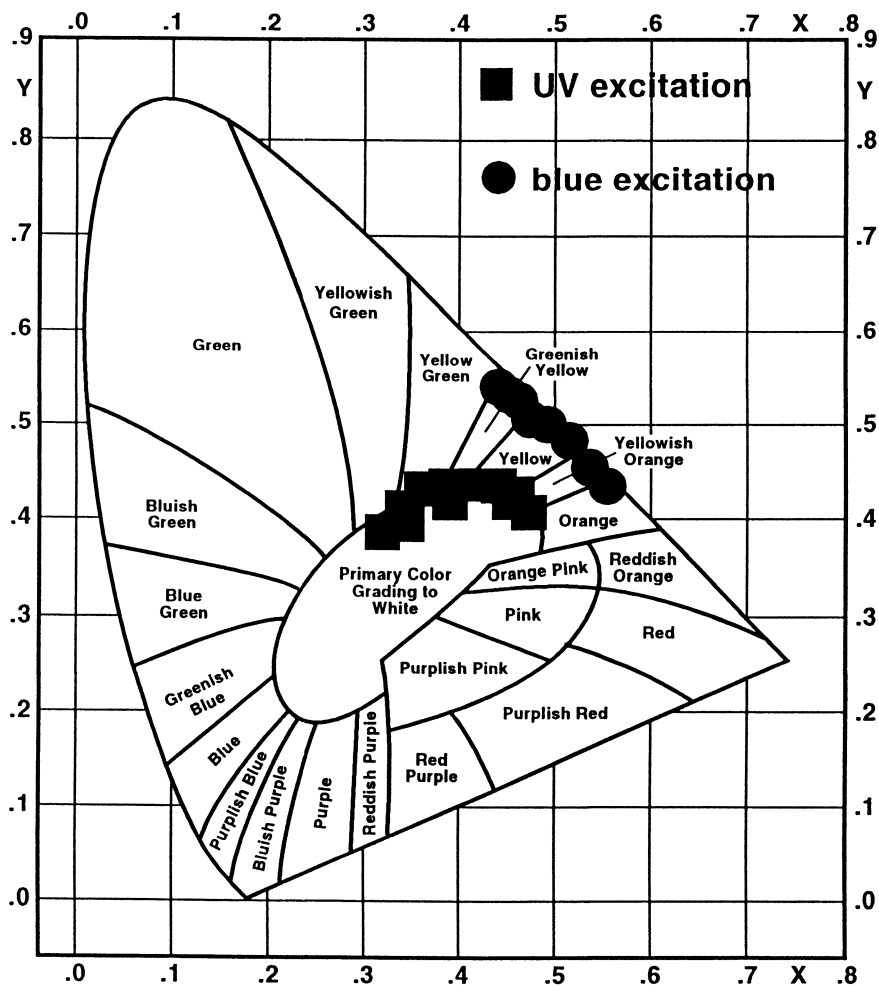 .0 .1 .2 .3 .4 .5 X .7 .8
.9 .9
Y Y
UV excitation
.8 .8
blue excitation
.7 .7
Yellowish
Green
.6 .6
Green
Yellow
Green
Greenish
Yellow
.5 .5
Yellowish
Orange
Yellow
Bluish
Green
.4 .4
Orange
Primary Color
Grading to
White
Orange Pink
Reddish
Orange
Blue
Green
.3 .3
Pink
Red
Purplish Pink
Greenish
Blue
.2 .2
Purplish Red
Blue
Purplish Blue
Bluish Purple
Purple
Reddish Purple
Red
Purple
.1 .1
.0 .0
.0 .1 .2 .3 .4 .5 .6 .7 X .8